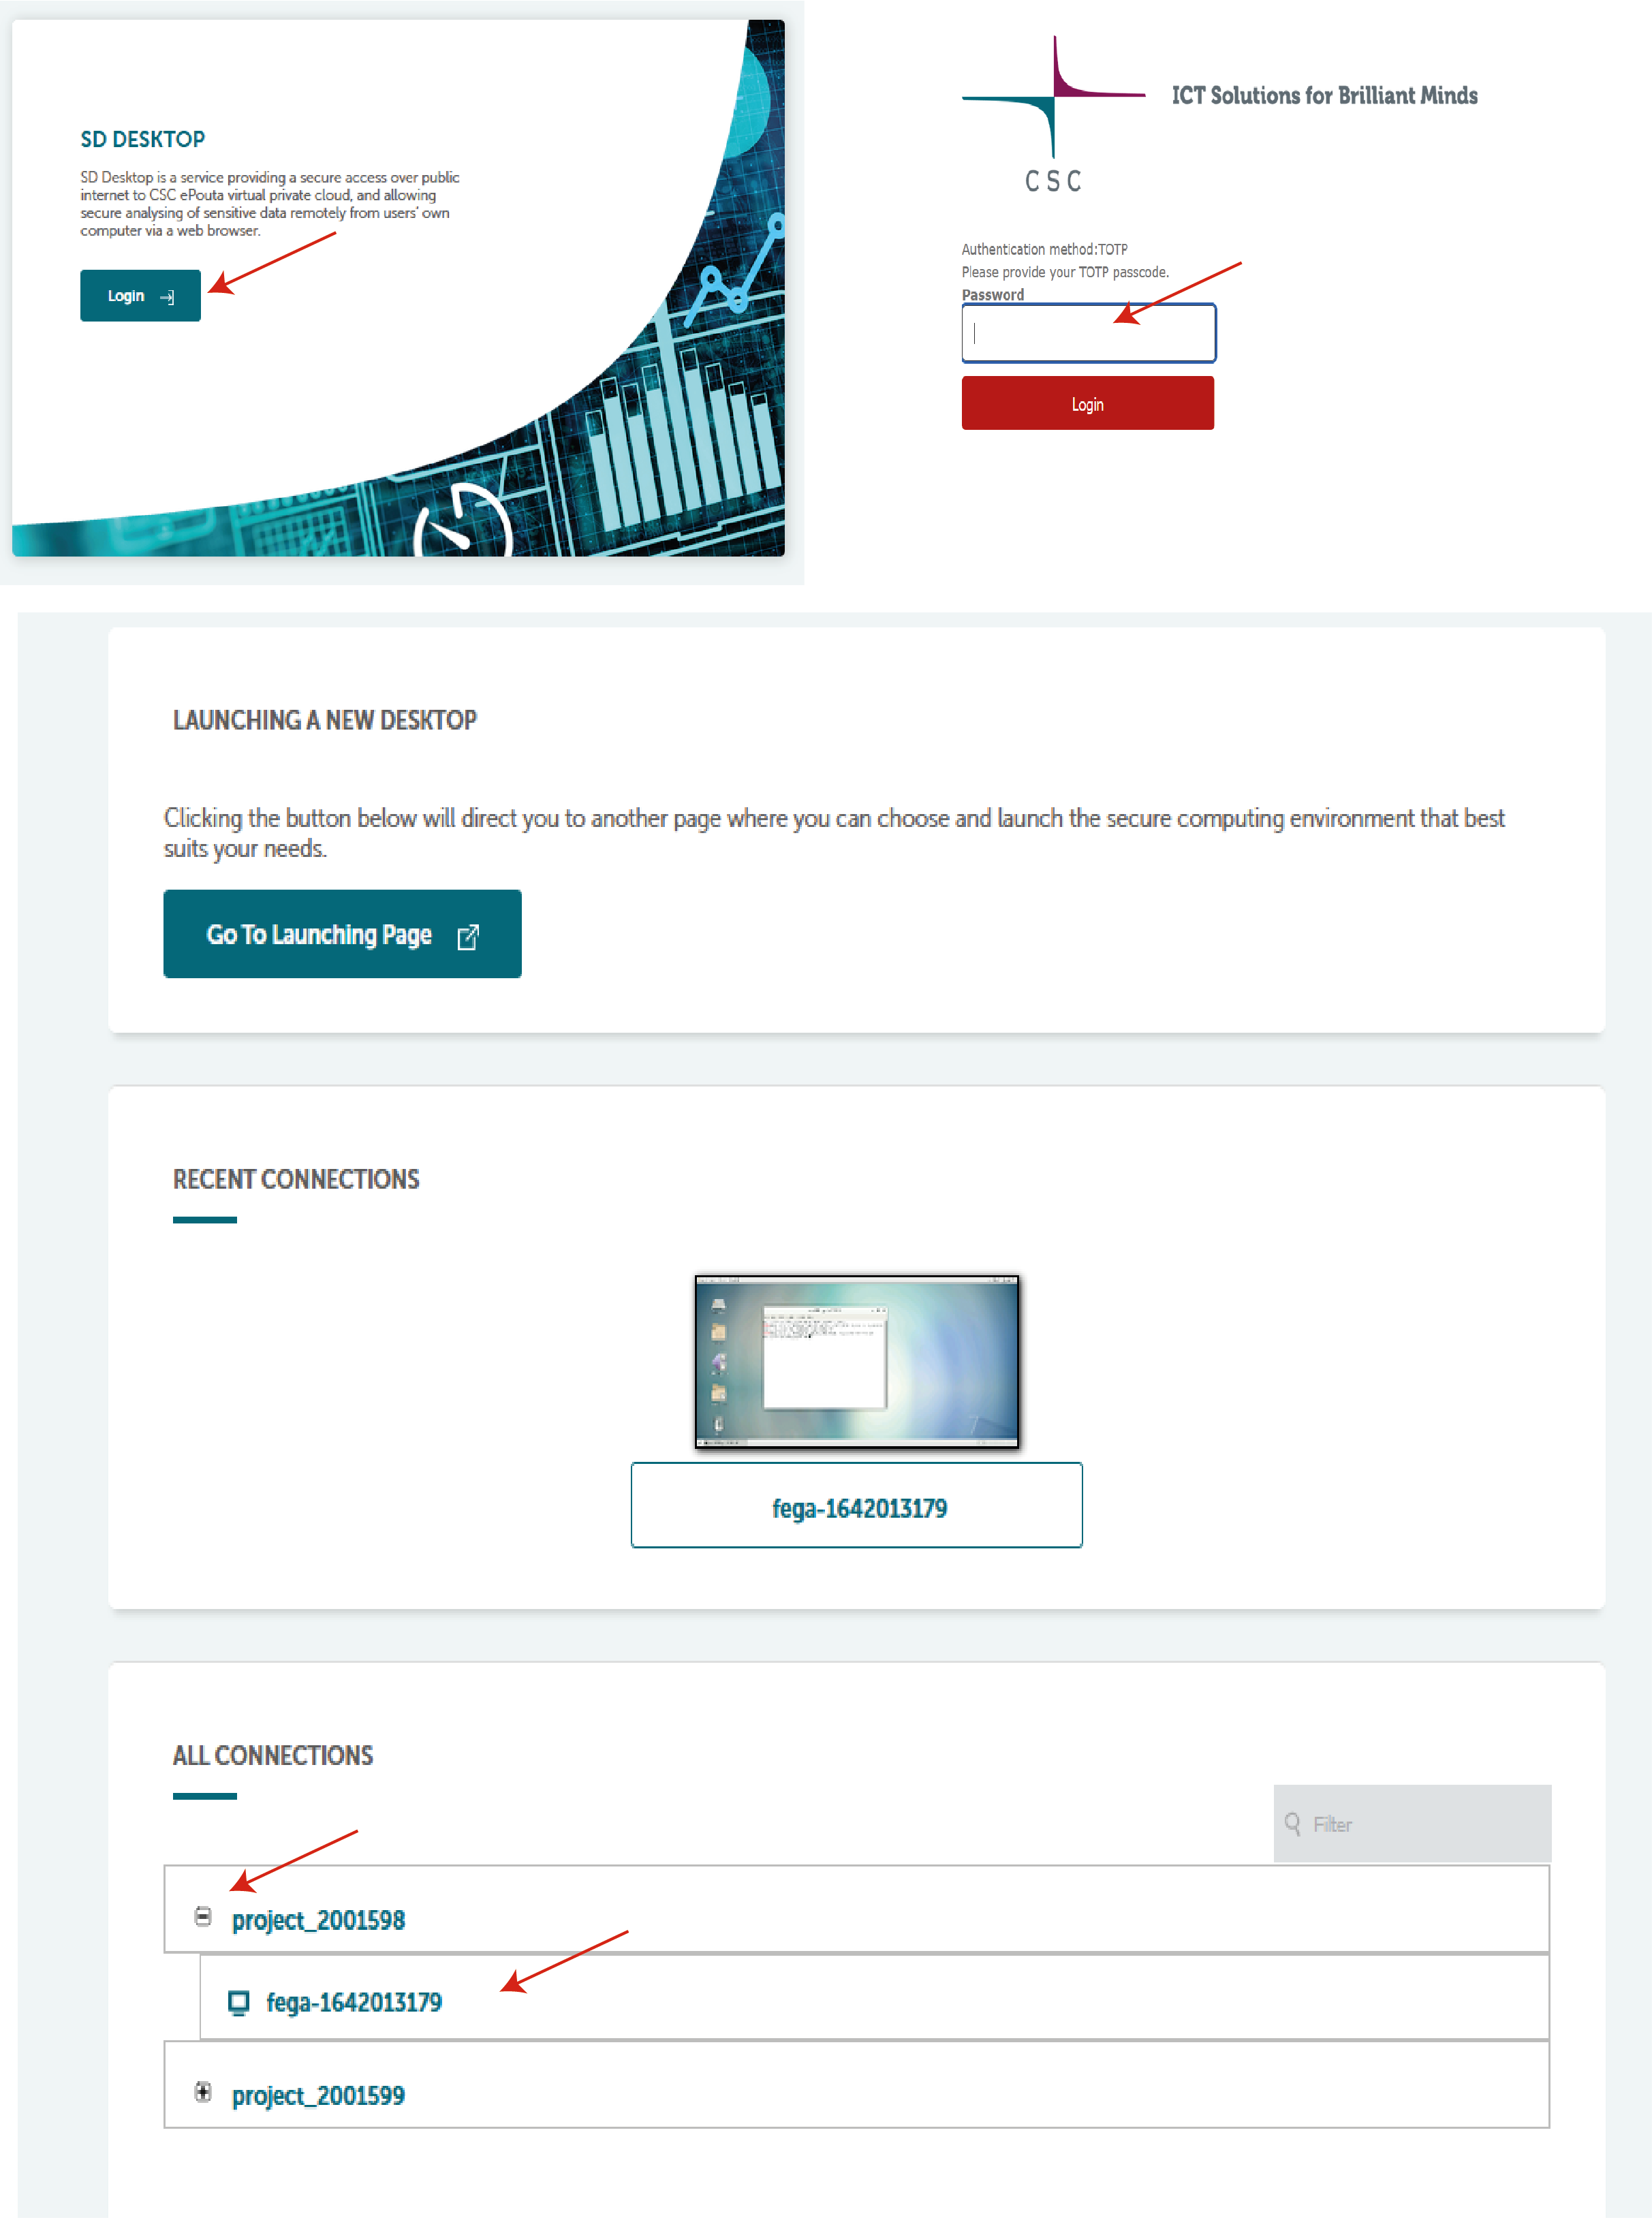 SD DESKTOP
SD Desktop is a service providing a secure access over public
internet to CSC ePouta virtual private cloud, and allowing
secure analysing of sensitive data remotely from users' own
computer via a web browser.
Login
ICT Solutions for Brilliant Minds
CSC
Authentication method:TOTP
Please provide your TOTP passcode.
Password
Login
LAUNCHING A NEW DESKTOP
Clicking the button below will direct you to another page where you can choose and launch the secure computing environment that best
suits your needs.
Go To Launching Page
RECENT CONNECTIONS
fega-1642013179
ALL CONNECTIONS
Filter
project_2001598
fega-1642013179
project_2001599